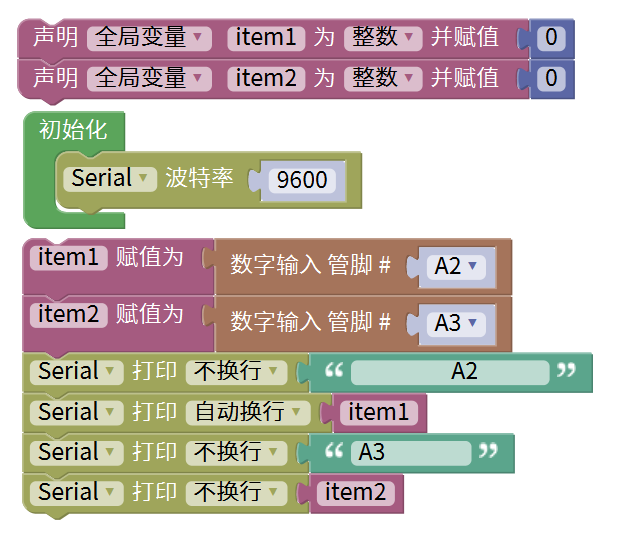 声明 全局变量 item1 为 整数 并赋值 0
声明 全局变量 item2 为 整数 并赋值 0
初始化
Serial 波特率 9600
item1 赋值为 数字输入 管脚 # A2
item2 赋值为 数字输入 管脚 # A3
Serial 打印 不换行 “ A2 ”
Serial 打印 自动换行 item1
Serial 打印 不换行 “ A3 ”
Serial 打印 不换行 item2